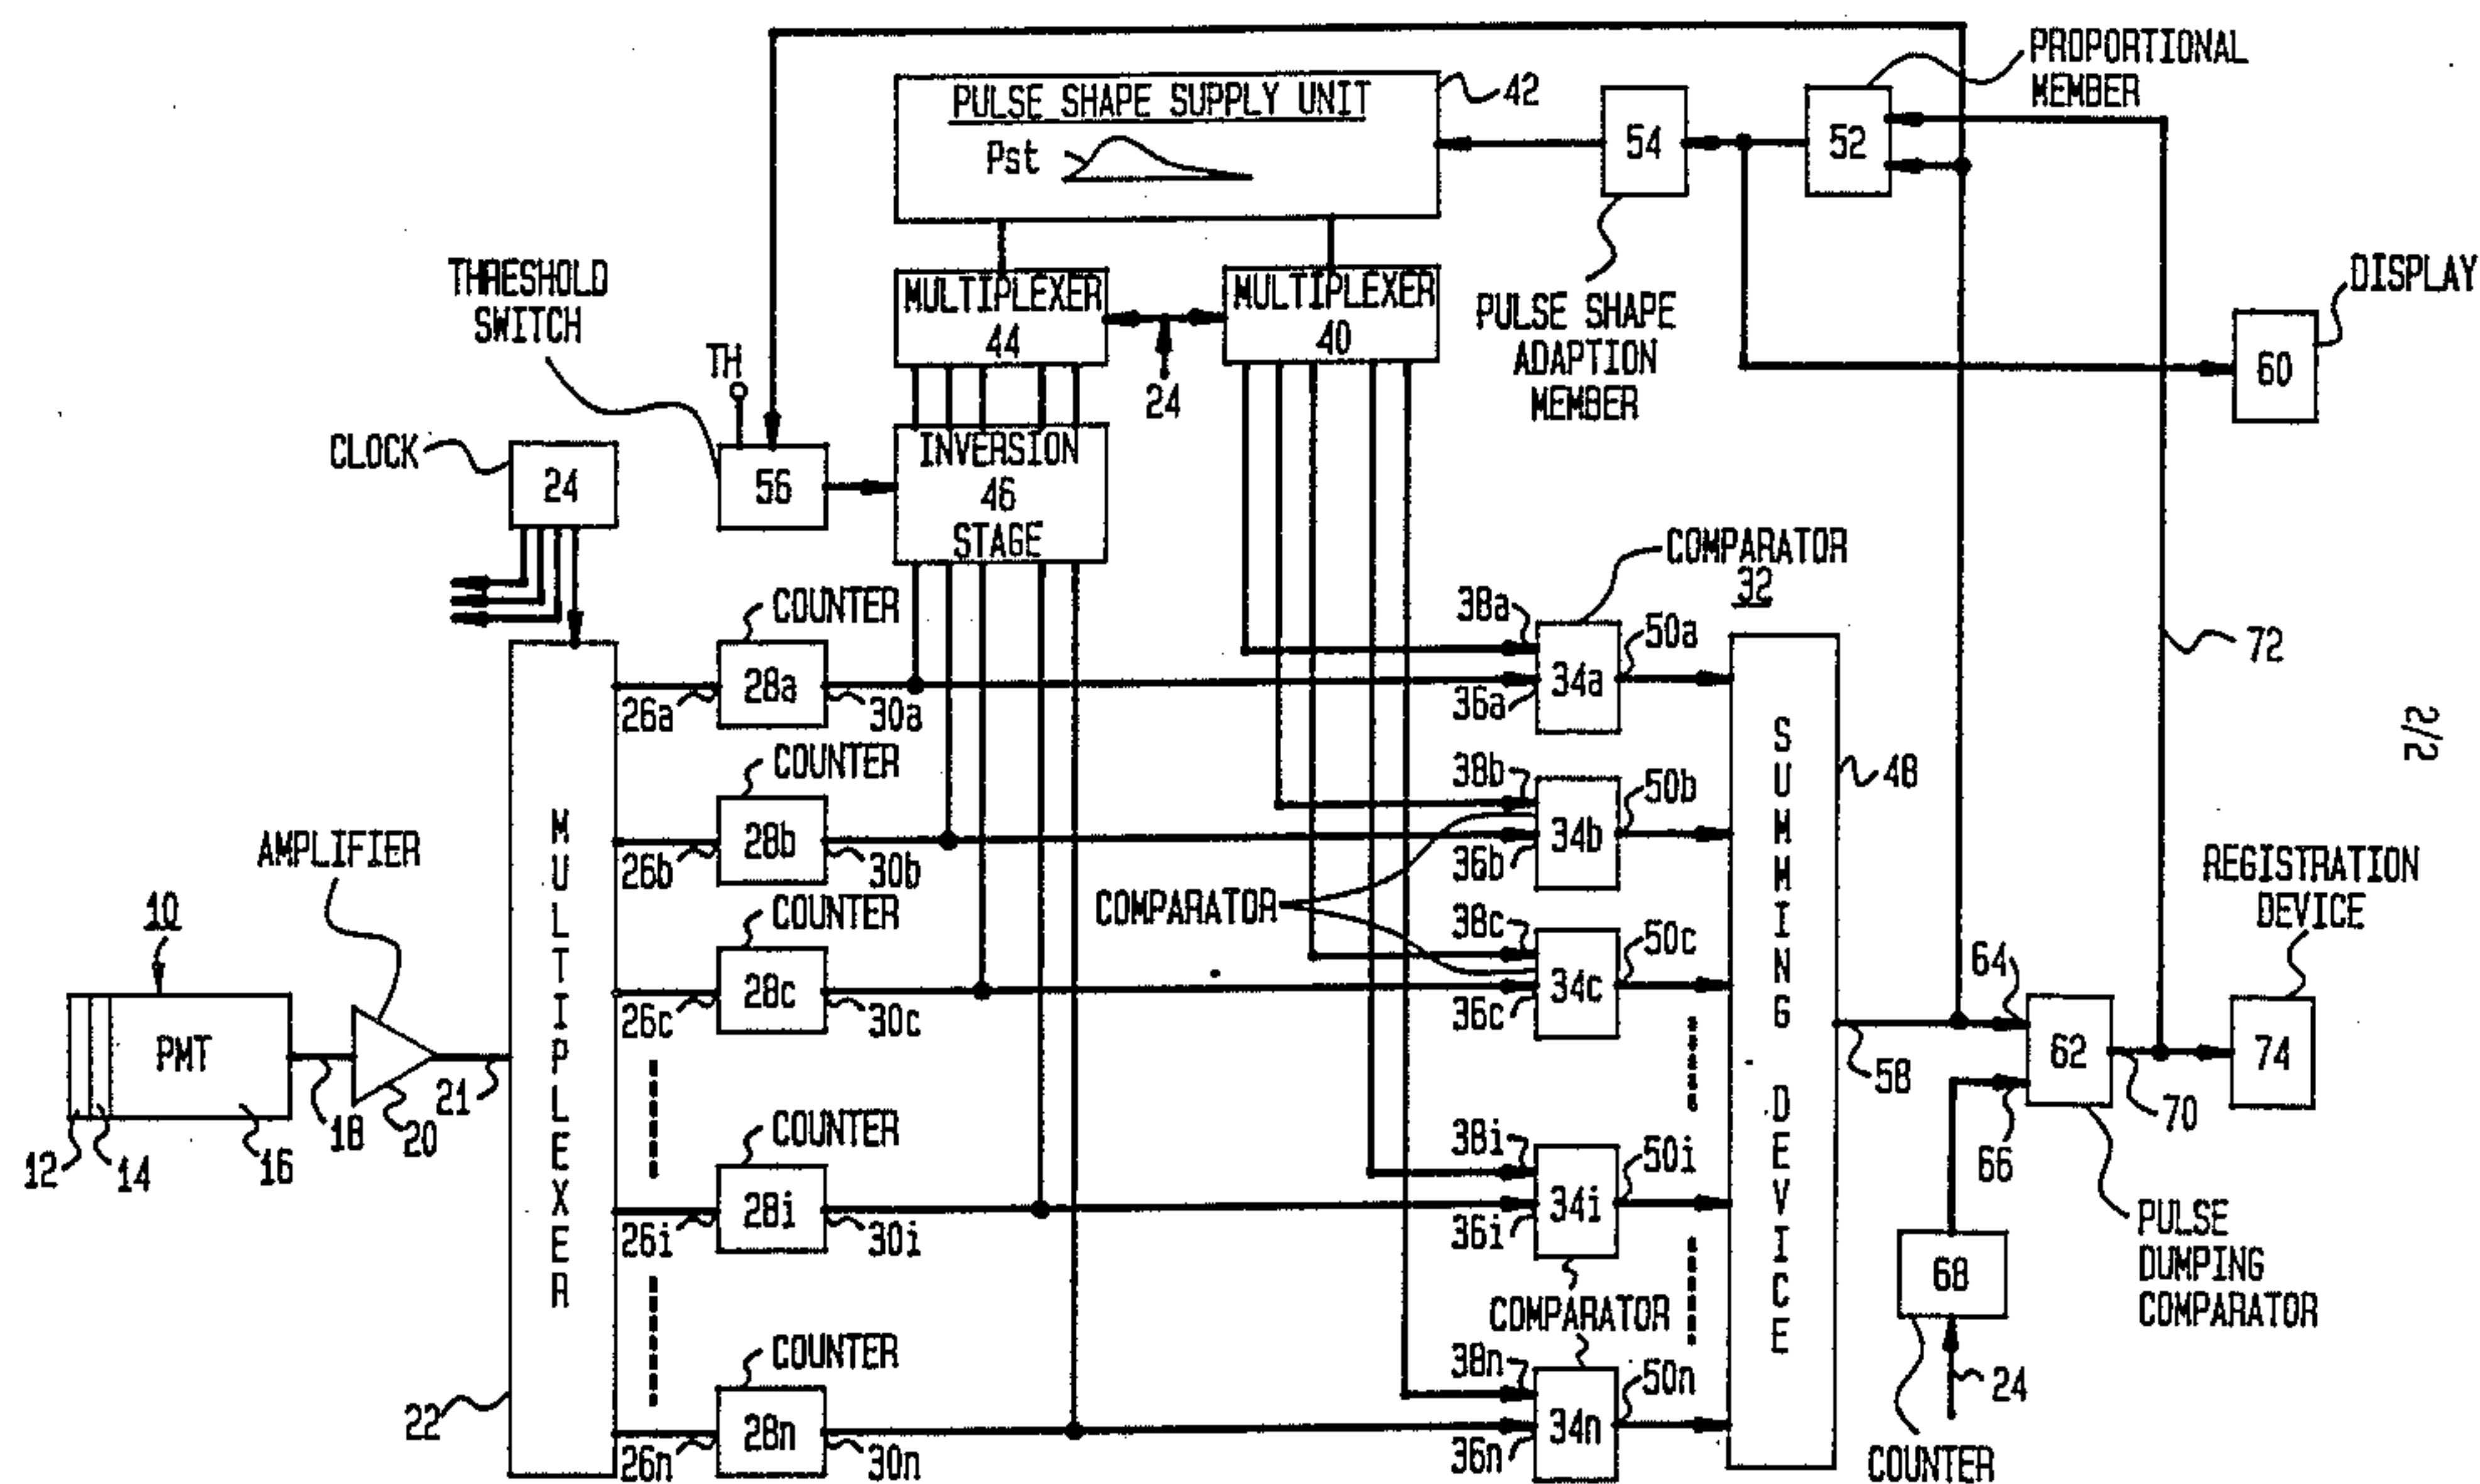 PROPORTIONAL
MEMBER
PULSE SHAPE SUPPLY UNIT
42
Pst
54
52
THRESHOLD
SWITCH
MULTIPLEXER
44
MULTIPLEXER
40
24
PULSE SHAPE
ADAPTION
MEMBER
DISPLAY
60
TH
CLOCK
24
56
INVERSION
46
STAGE
COMPARATOR
32
COUNTER
28a
26a
30a
38a
36a
34a
50a
72
2/2
COUNTER
28b
26b
30b
38b
36b
34b
50b
48
AMPLIFIER
MULTIPLEXER
SUMMING DEVICE
COMPARATOR
REGISTRATION
DEVICE
10
COUNTER
28c
26c
30c
38c
36c
34c
50c
64
PMT
12
14
16
18
20
21
58
62
70
74
66
COUNTER
28i
26i
30i
38i
36i
34i
50i
PULSE
DUMPING
COMPARATOR
68
COMPARATOR
22
COUNTER
28n
26n
30n
38n
36n
34n
50n
24
COUNTER